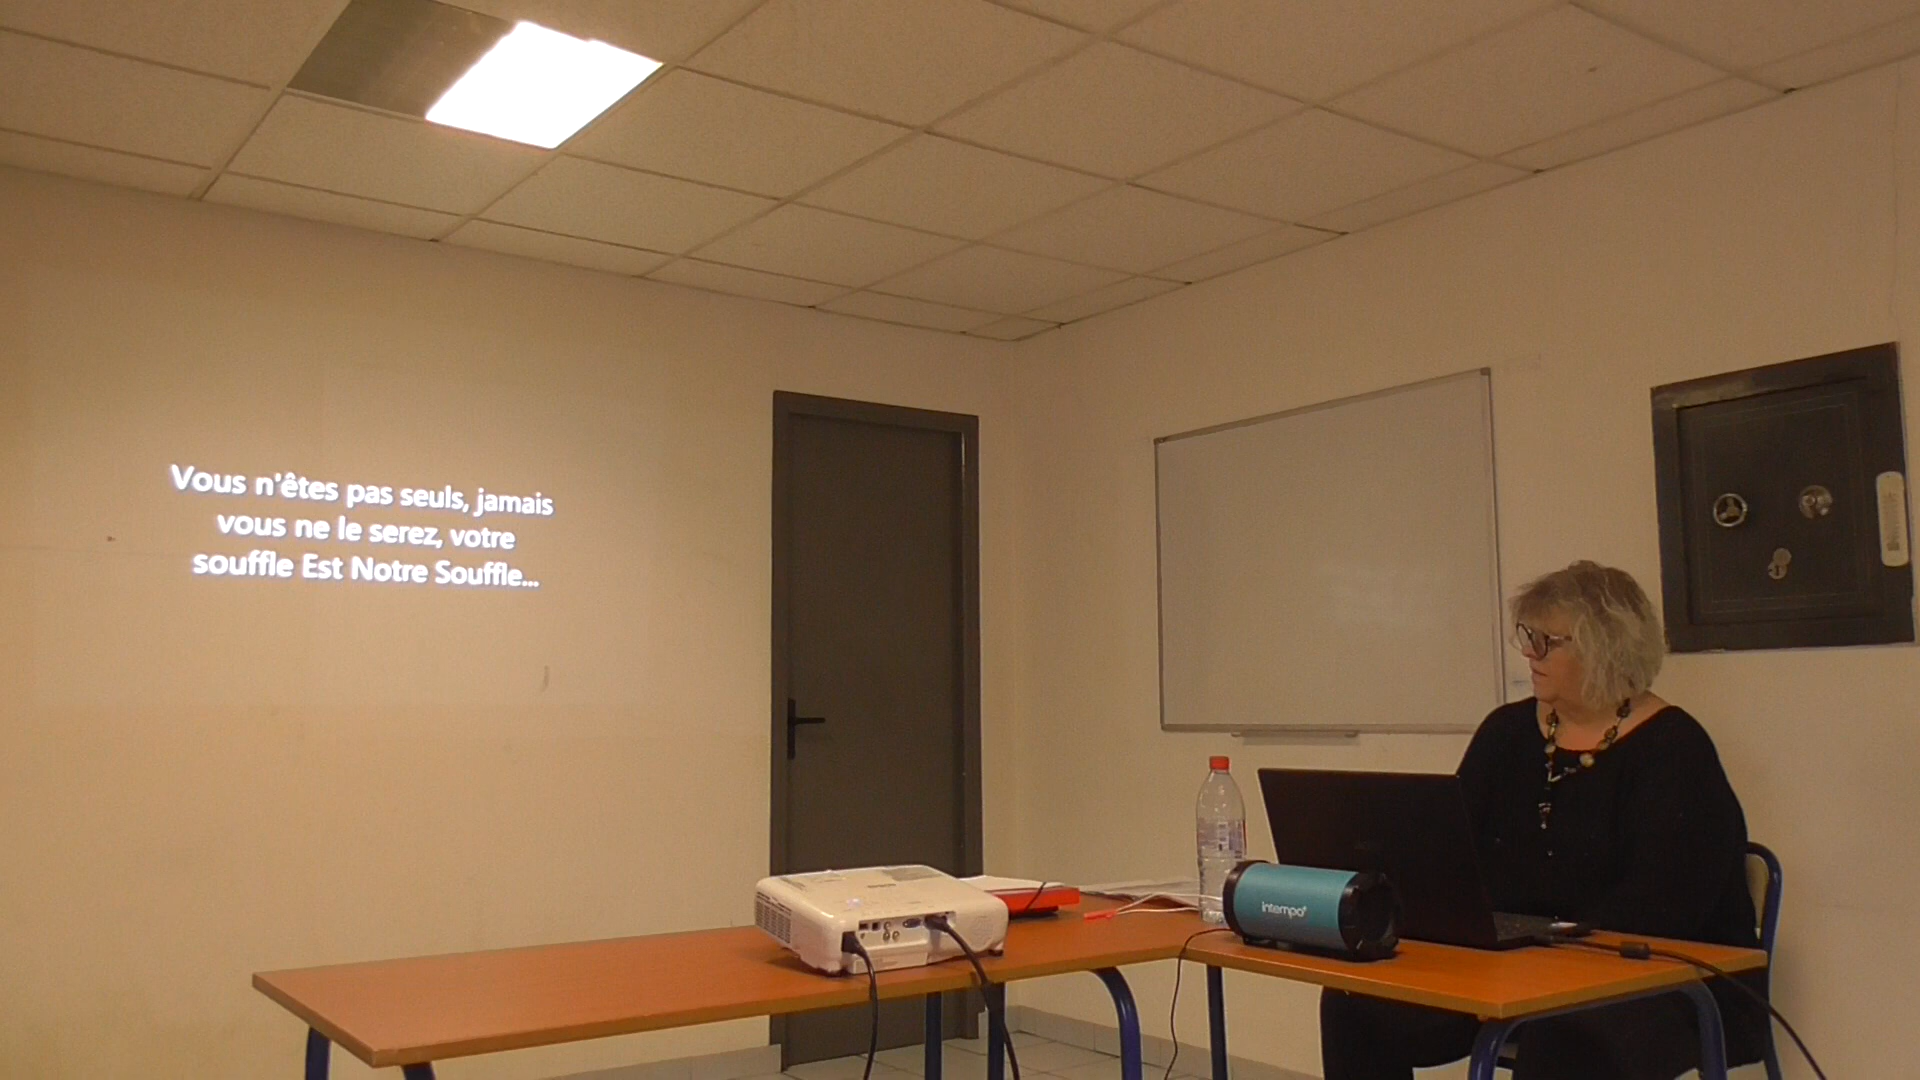 Vous n'êtes pas seuls, jamais
vous ne le serez, votre
souffle Est Notre Souffle...
intempo